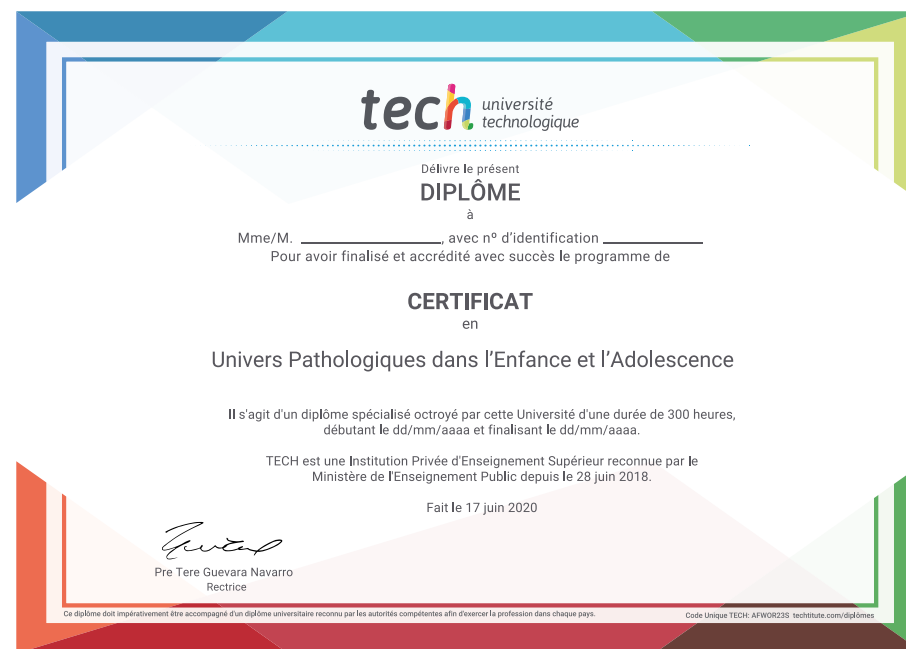 tech université
technologique
Délivre le présent
DIPLÔME
à
Mme/M. ____________________, avec nº d'identification ______________
Pour avoir finalisé et accrédité avec succès le programme de
CERTIFICAT
en
Univers Pathologiques dans l'Enfance et l'Adolescence
Il s'agit d'un diplôme spécialisé octroyé par cette Université d'une durée de 300 heures,
débutant le dd/mm/aaaa et finalisant le dd/mm/aaaa.
TECH est une Institution Privée d'Enseignement Supérieur reconnue par le
Ministère de l'Enseignement Public depuis le 28 juin 2018.
Fait le 17 juin 2020
Pre Tere Guevara Navarro
Rectrice
Ce diplôme doit impérativement être accompagné d'un diplôme universitaire reconnu par les autorités compétentes afin d'exercer la profession dans chaque pays.
Code Unique TECH: AFWOR23S techtitute.com/diplômes